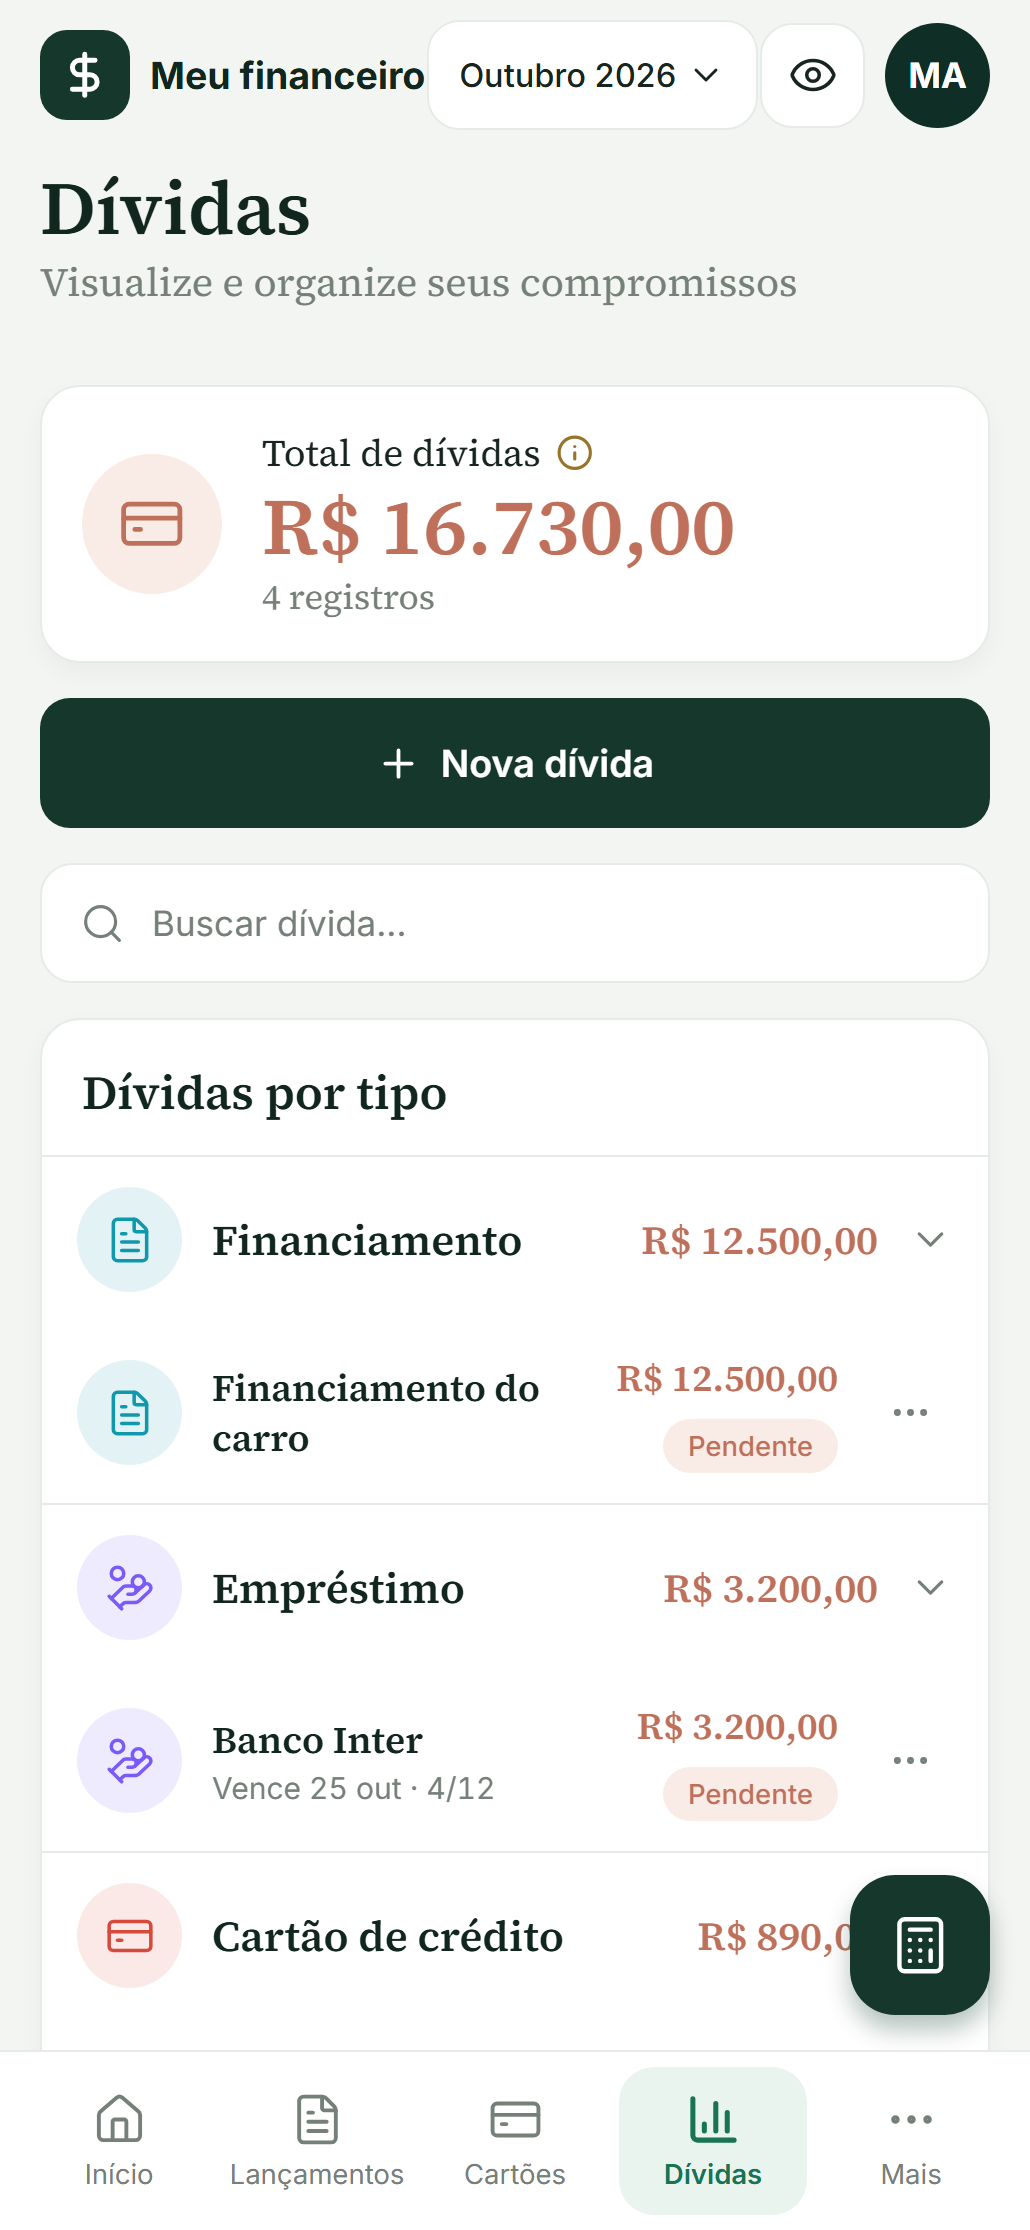 Meu financeiro
Outubro 2026
MA
Dívidas
Visualize e organize seus compromissos
Total de dívidas
R$ 16.730,00
4 registros
Nova dívida
Buscar dívida...
Dívidas por tipo
Financiamento
R$ 12.500,00
Financiamento do
carro
R$ 12.500,00
Pendente
Empréstimo
R$ 3.200,00
Banco Inter
Vence 25 out · 4/12
R$ 3.200,00
Pendente
Cartão de crédito
R$ 890,0
Início
Lançamentos
Cartões
Dívidas
Mais